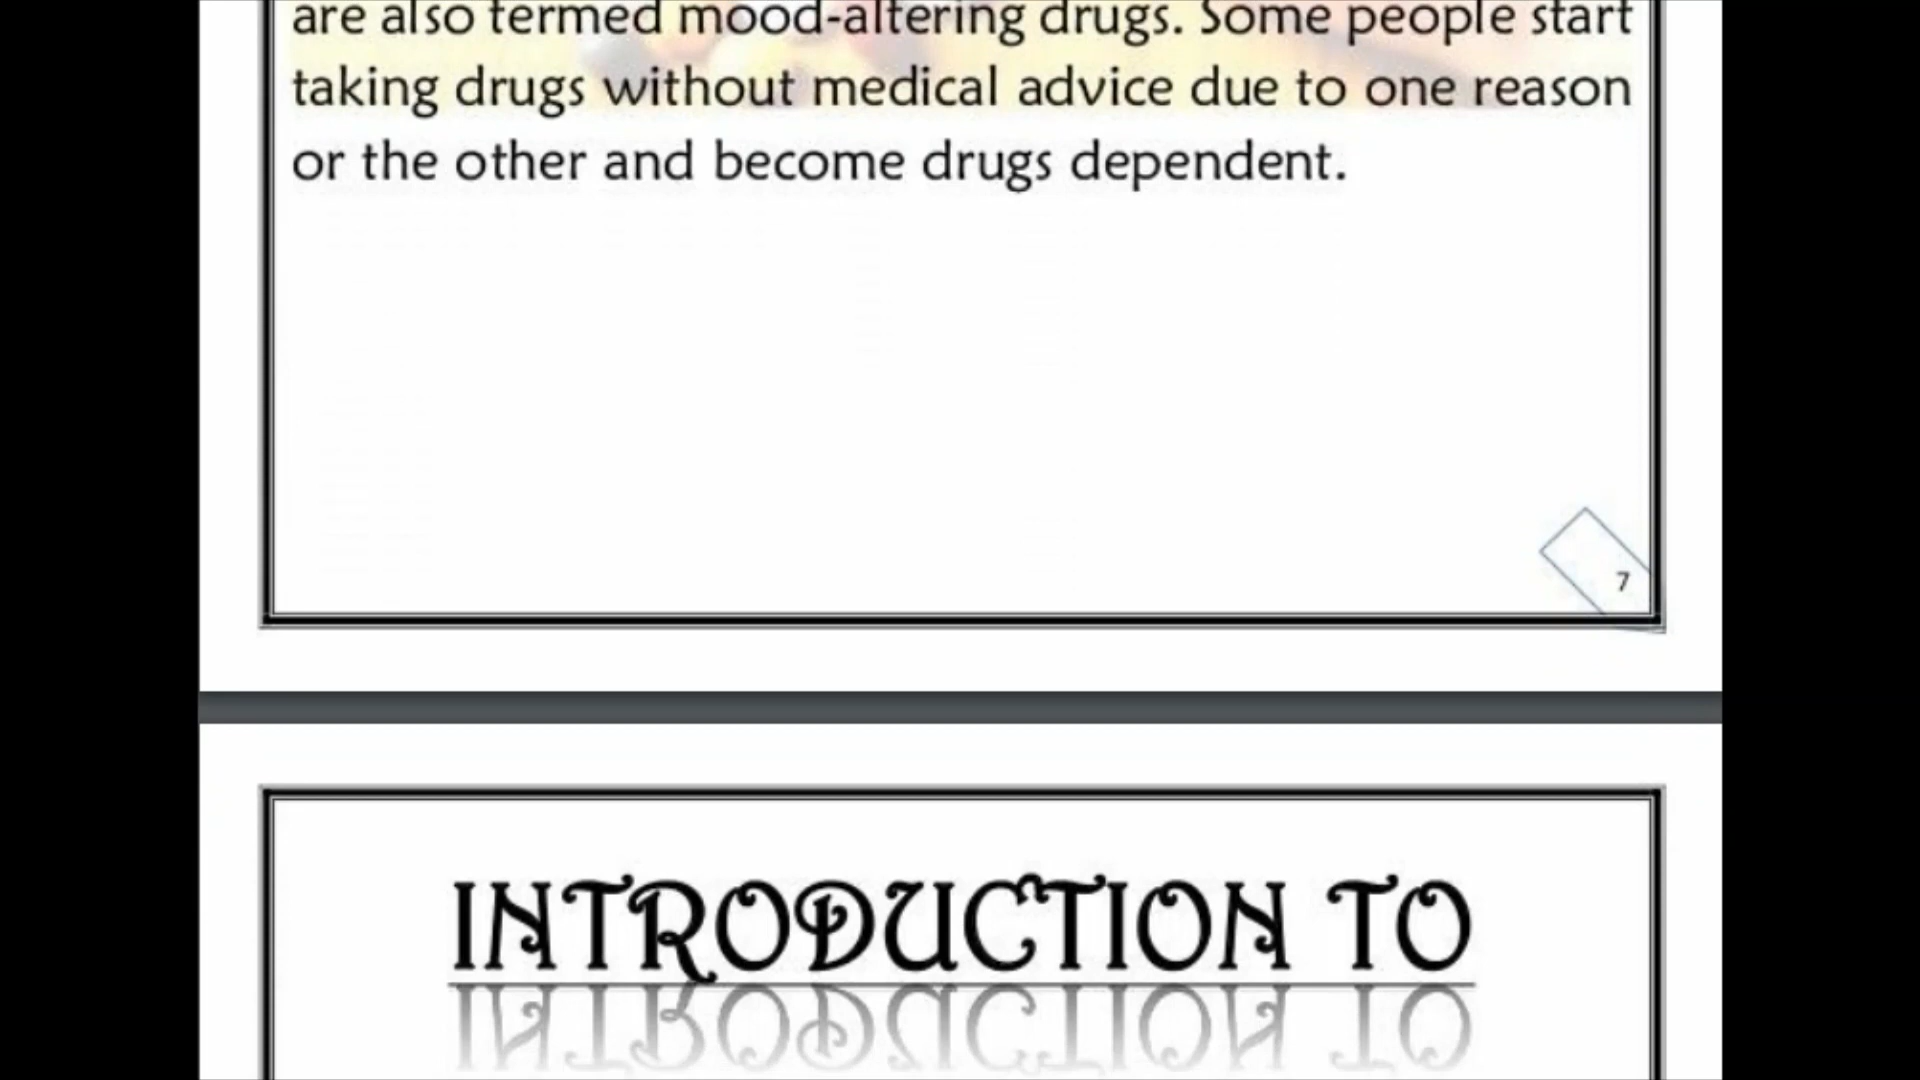 are also termed mood-altering drugs. Some people start
taking drugs without medical advice due to one reason
or the other and become drugs dependent.
7
INTRODUCTION TO